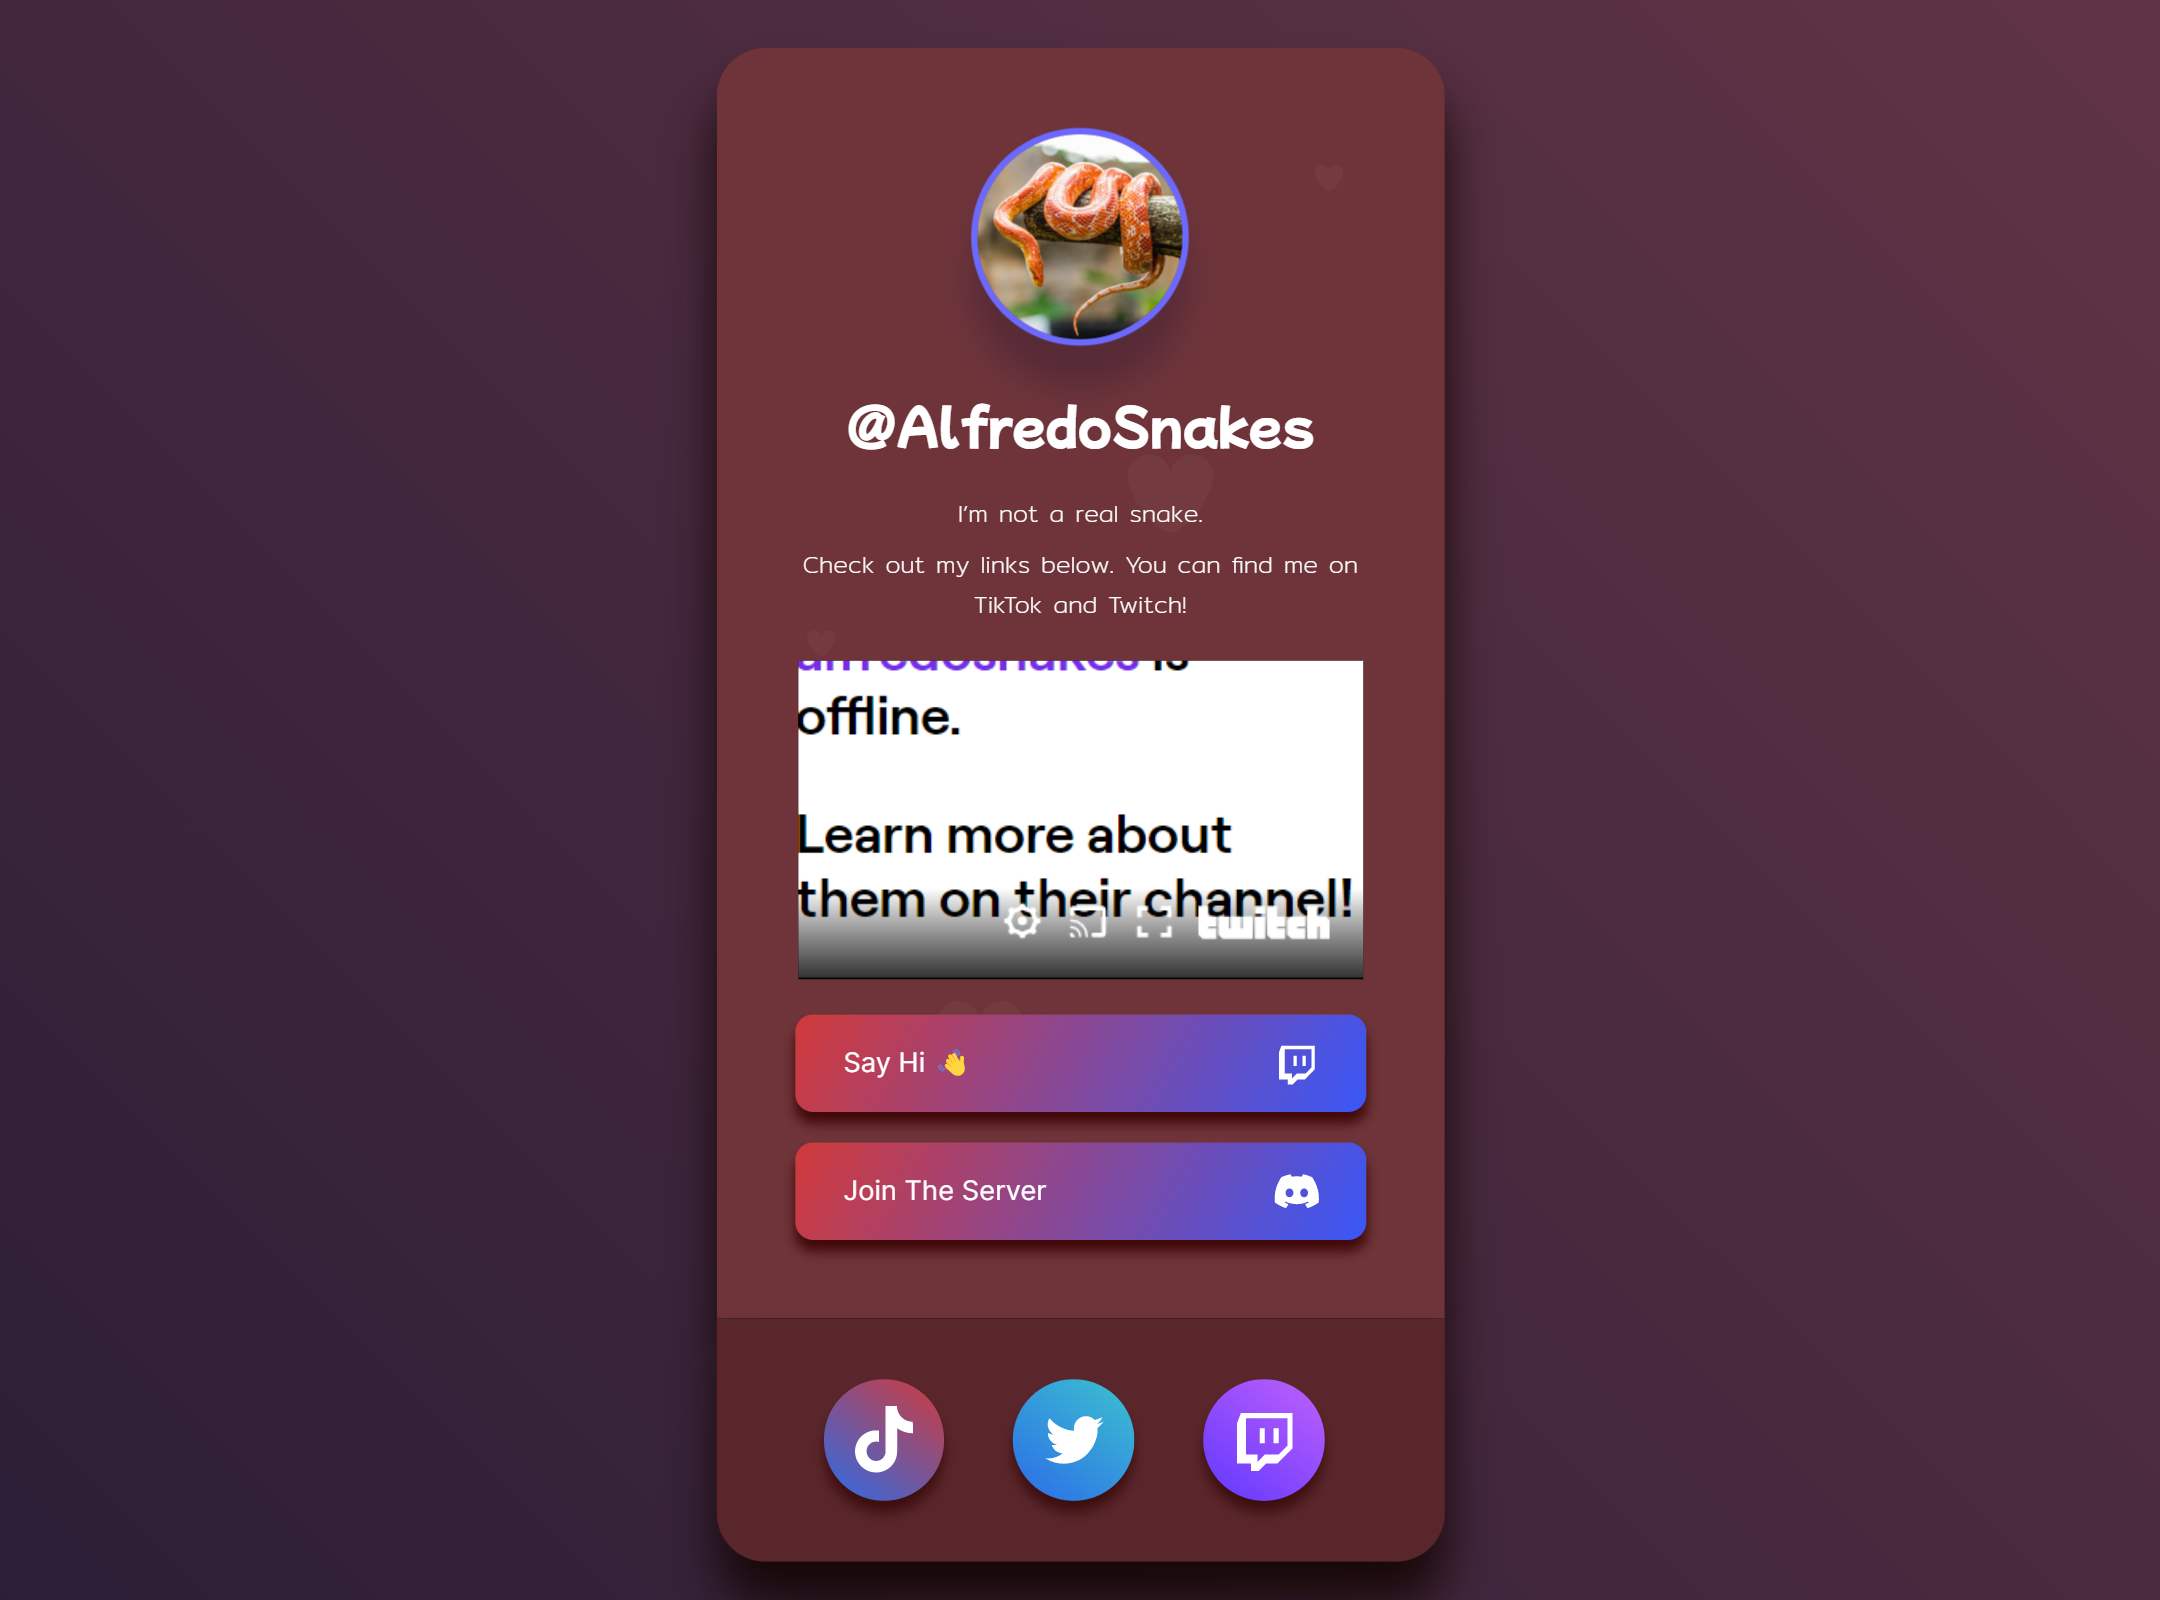 @AlfredoSnakes
I'm not a real snake.
Check out my links below. You can find me on
TikTok and Twitch!
alfredosnakes is
offline.
Learn more about
them on their channel!
twitch
Say Hi 👋
Join The Server